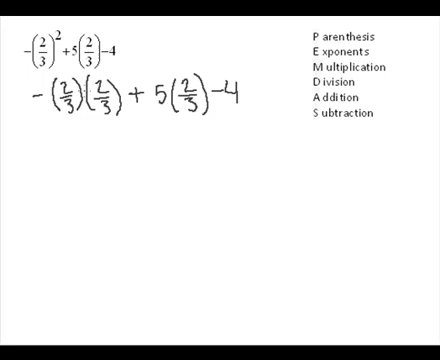 -(2/3)^2+5(2/3)-4
-(2/3)(2/3) + 5(2/3)-4
P arenthesis
E xponents
M ultiplication
D ivision
A ddition
S ubtraction